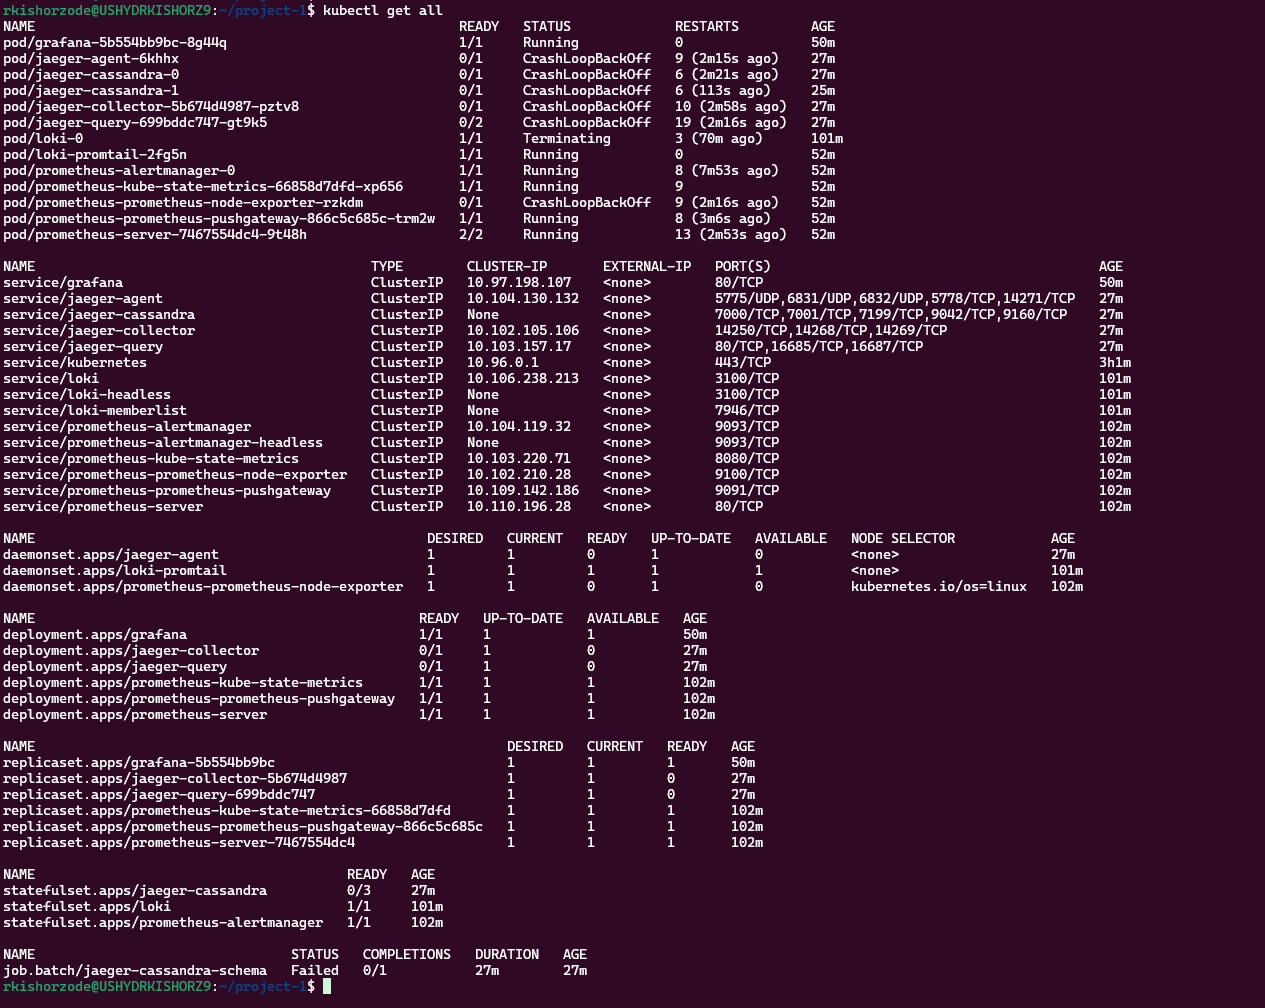 rkishorzode@USHYDRKISHORZ9:~/project-1$ kubectl get all
NAME READY STATUS RESTARTS AGE
pod/grafana-5b554bb9bc-8g44q 1/1 Running 0 50m
pod/jaeger-agent-6khhx 0/1 CrashLoopBackOff 9 (2m15s ago) 27m
pod/jaeger-cassandra-0 0/1 CrashLoopBackOff 6 (2m21s ago) 27m
pod/jaeger-cassandra-1 0/1 CrashLoopBackOff 6 (113s ago) 25m
pod/jaeger-collector-5b674d4987-pztv8 0/1 CrashLoopBackOff 10 (2m58s ago) 27m
pod/jaeger-query-699bddc747-gt9k5 0/2 CrashLoopBackOff 19 (2m16s ago) 27m
pod/loki-0 1/1 Terminating 3 (70m ago) 101m
pod/loki-promtail-2fg5n 1/1 Running 0 52m
pod/prometheus-alertmanager-0 1/1 Running 8 (7m53s ago) 52m
pod/prometheus-kube-state-metrics-66858d7dfd-xp656 1/1 Running 9 52m
pod/prometheus-prometheus-node-exporter-rzkdm 0/1 CrashLoopBackOff 9 (2m16s ago) 52m
pod/prometheus-prometheus-pushgateway-866c5c685c-trm2w 1/1 Running 8 (3m6s ago) 52m
pod/prometheus-server-7467554dc4-9t48h 2/2 Running 13 (2m53s ago) 52m
NAME TYPE CLUSTER-IP EXTERNAL-IP PORT(S) AGE
service/grafana ClusterIP 10.97.198.107 <none> 80/TCP 50m
service/jaeger-agent ClusterIP 10.104.130.132 <none> 5775/UDP,6831/UDP,6832/UDP,5778/TCP,14271/TCP 27m
service/jaeger-cassandra ClusterIP None <none> 7000/TCP,7001/TCP,7199/TCP,9042/TCP,9160/TCP 27m
service/jaeger-collector ClusterIP 10.102.105.106 <none> 14250/TCP,14268/TCP,14269/TCP 27m
service/jaeger-query ClusterIP 10.103.157.17 <none> 80/TCP,16685/TCP,16687/TCP 27m
service/kubernetes ClusterIP 10.96.0.1 <none> 443/TCP 3h1m
service/loki ClusterIP 10.106.238.213 <none> 3100/TCP 101m
service/loki-headless ClusterIP None <none> 3100/TCP 101m
service/loki-memberlist ClusterIP None <none> 7946/TCP 101m
service/prometheus-alertmanager ClusterIP 10.104.119.32 <none> 9093/TCP 102m
service/prometheus-alertmanager-headless ClusterIP None <none> 9093/TCP 102m
service/prometheus-kube-state-metrics ClusterIP 10.103.220.71 <none> 8080/TCP 102m
service/prometheus-prometheus-node-exporter ClusterIP 10.102.210.28 <none> 9100/TCP 102m
service/prometheus-prometheus-pushgateway ClusterIP 10.109.142.186 <none> 9091/TCP 102m
service/prometheus-server ClusterIP 10.110.196.28 <none> 80/TCP 102m
NAME DESIRED CURRENT READY UP-TO-DATE AVAILABLE NODE SELECTOR AGE
daemonset.apps/jaeger-agent 1 1 0 1 0 <none> 27m
daemonset.apps/loki-promtail 1 1 1 1 1 <none> 101m
daemonset.apps/prometheus-prometheus-node-exporter 1 1 0 1 0 kubernetes.io/os=linux 102m
NAME READY UP-TO-DATE AVAILABLE AGE
deployment.apps/grafana 1/1 1 1 50m
deployment.apps/jaeger-collector 0/1 1 0 27m
deployment.apps/jaeger-query 0/1 1 0 27m
deployment.apps/prometheus-kube-state-metrics 1/1 1 1 102m
deployment.apps/prometheus-prometheus-pushgateway 1/1 1 1 102m
deployment.apps/prometheus-server 1/1 1 1 102m
NAME DESIRED CURRENT READY AGE
replicaset.apps/grafana-5b554bb9bc 1 1 1 50m
replicaset.apps/jaeger-collector-5b674d4987 1 1 0 27m
replicaset.apps/jaeger-query-699bddc747 1 1 0 27m
replicaset.apps/prometheus-kube-state-metrics-66858d7dfd 1 1 1 102m
replicaset.apps/prometheus-prometheus-pushgateway-866c5c685c 1 1 1 102m
replicaset.apps/prometheus-server-7467554dc4 1 1 1 102m
NAME READY AGE
statefulset.apps/jaeger-cassandra 0/3 27m
statefulset.apps/loki 1/1 101m
statefulset.apps/prometheus-alertmanager 1/1 102m
NAME STATUS COMPLETIONS DURATION AGE
job.batch/jaeger-cassandra-schema Failed 0/1 27m 27m
rkishorzode@USHYDRKISHORZ9:~/project-1$